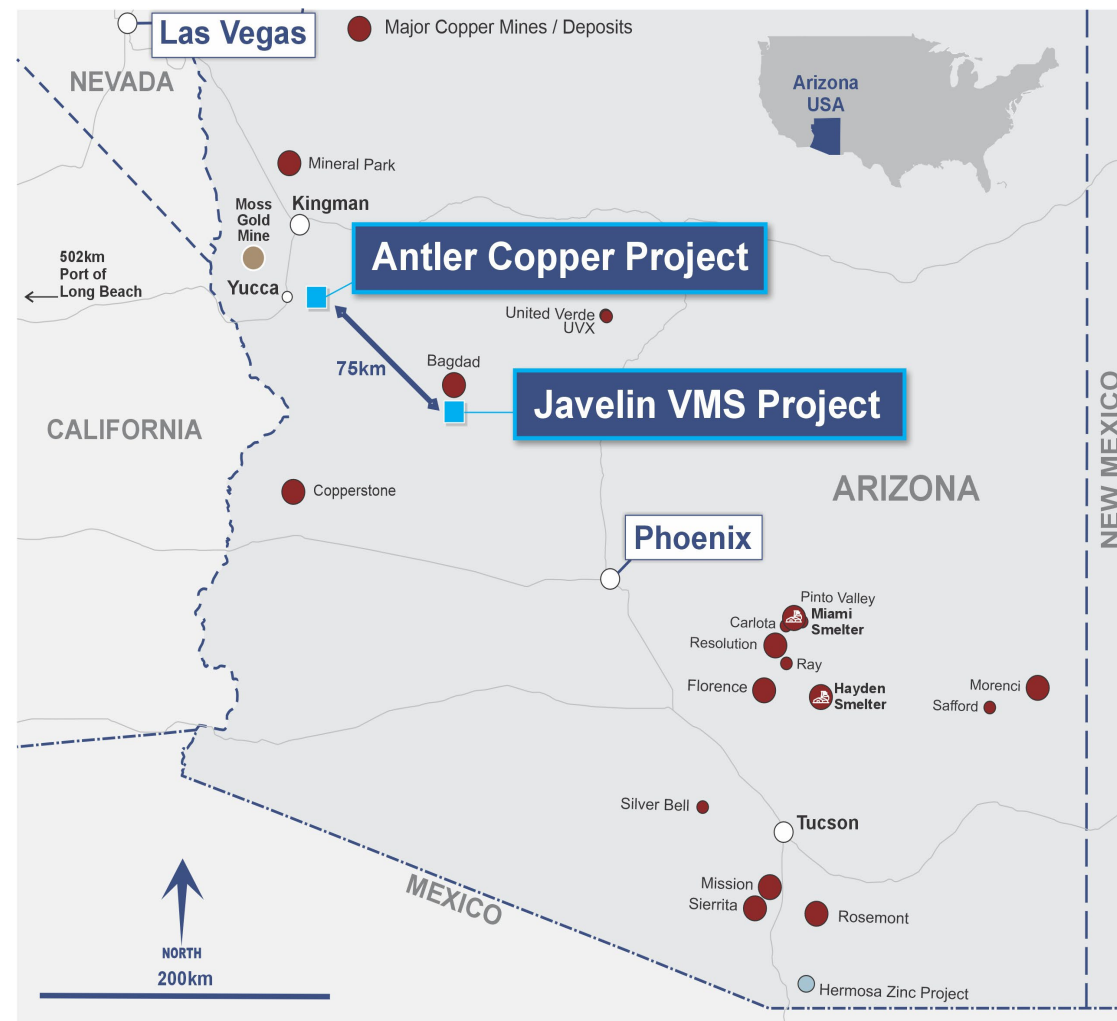 Las Vegas
Major Copper Mines / Deposits
NEVADA
Arizona
USA
Mineral Park
Moss
Gold
Mine
Kingman
502km
Port of
Long Beach
Yucca
Antler Copper Project
United Verde
UVX
75km
Bagdad
Javelin VMS Project
CALIFORNIA
NEW MEXICO
Copperstone
ARIZONA
Phoenix
Pinto Valley
Carlota
Miami
Smelter
Resolution
Ray
Florence
Hayden
Smelter
Morenci
Safford
Silver Bell
Tucson
Mission
Sierrita
Rosemont
MEXICO
NORTH
200km
Hermosa Zinc Project